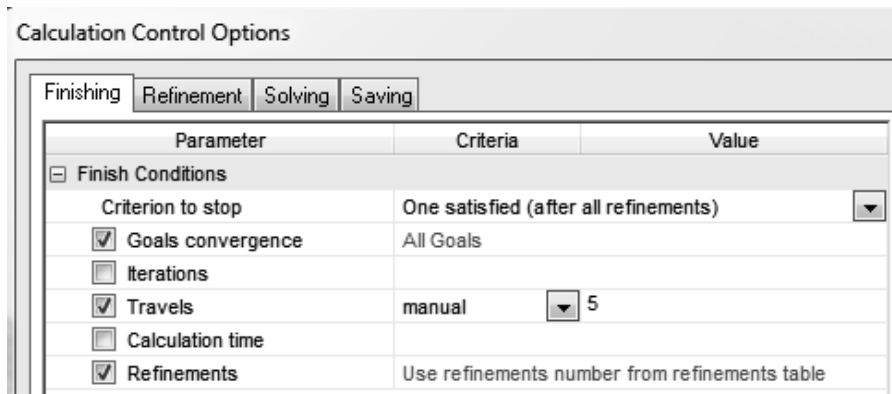 Calculation Control Options
Finishing Refinement Solving Saving
Parameter Criteria Value
Finish Conditions
Criterion to stop One satisfied (after all refinements)
Goals convergence All Goals
Iterations
Travels manual 5
Calculation time
Refinements Use refinements number from refinements table